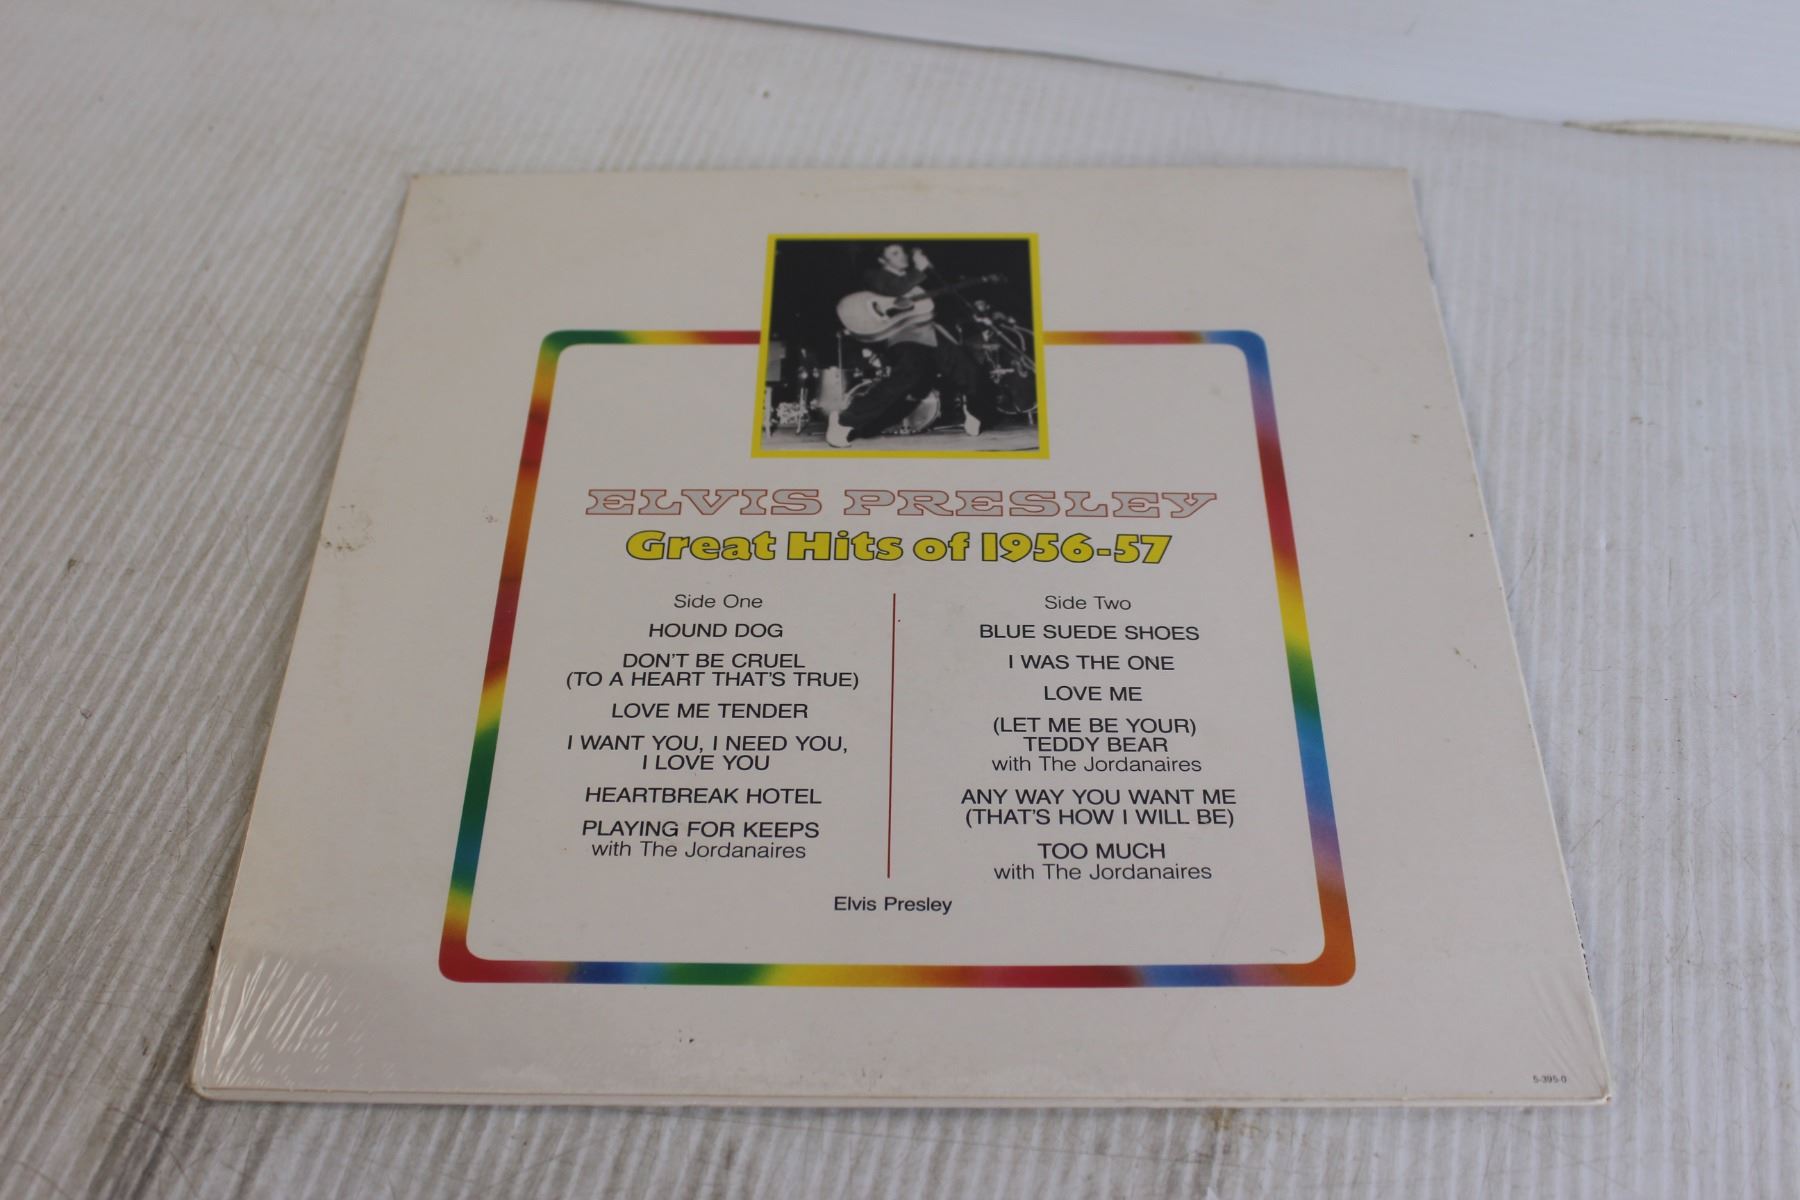 ELVIS PRESLEY
Great Hits of 1956-57
Side One
HOUND DOG
DON'T BE CRUEL
(TO A HEART THAT'S TRUE)
LOVE ME TENDER
I WANT YOU, I NEED YOU,
I LOVE YOU
HEARTBREAK HOTEL
PLAYING FOR KEEPS
with The Jordanaires
Side Two
BLUE SUEDE SHOES
I WAS THE ONE
LOVE ME
(LET ME BE YOUR)
TEDDY BEAR
with The Jordanaires
ANY WAY YOU WANT ME
(THAT'S HOW I WILL BE)
TOO MUCH
with The Jordanaires
Elvis Presley
5-395-0